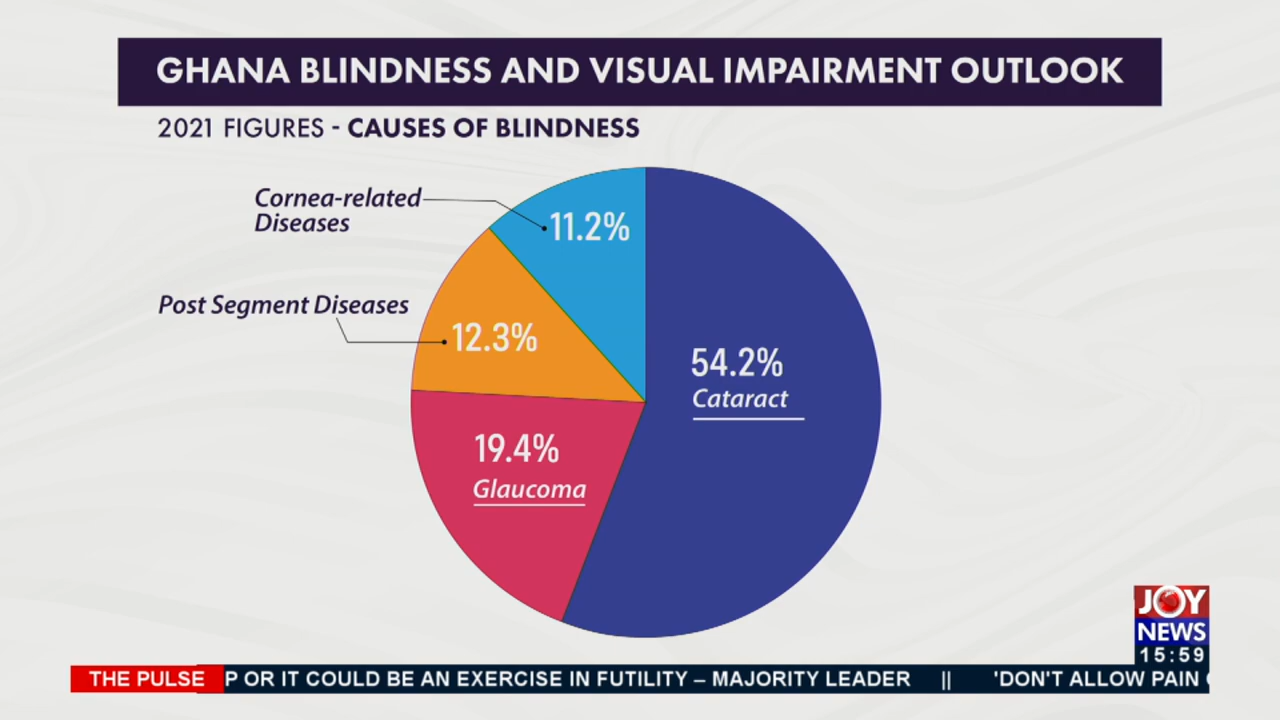 GHANA BLINDNESS AND VISUAL IMPAIRMENT OUTLOOK
2021 FIGURES - CAUSES OF BLINDNESS
Cornea-related
Diseases
11.2%
Post Segment Diseases
12.3%
54.2%
Cataract
19.4%
Glaucoma
JOY
NEWS
15:59
THE PULSE P OR IT COULD BE AN EXERCISE IN FUTILITY – MAJORITY LEADER || 'DON'T ALLOW PAIN